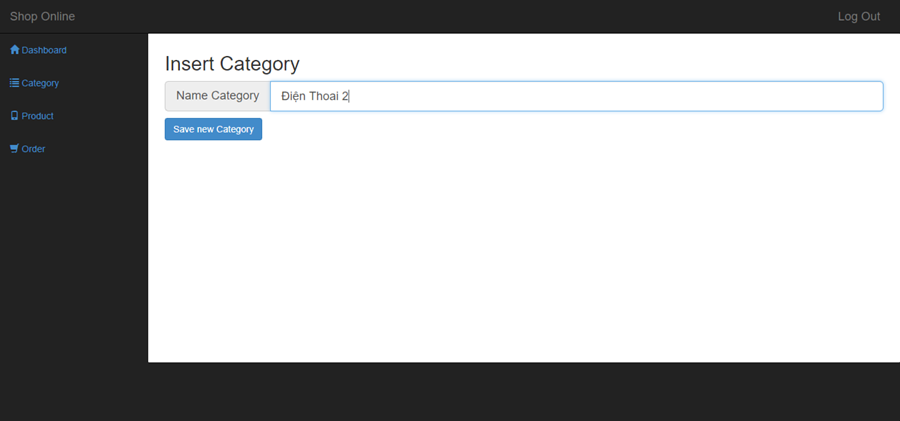 Shop Online
Log Out
Dashboard
Category
Product
Order
Insert Category
Name Category
Điện Thoai 2
Save new Category